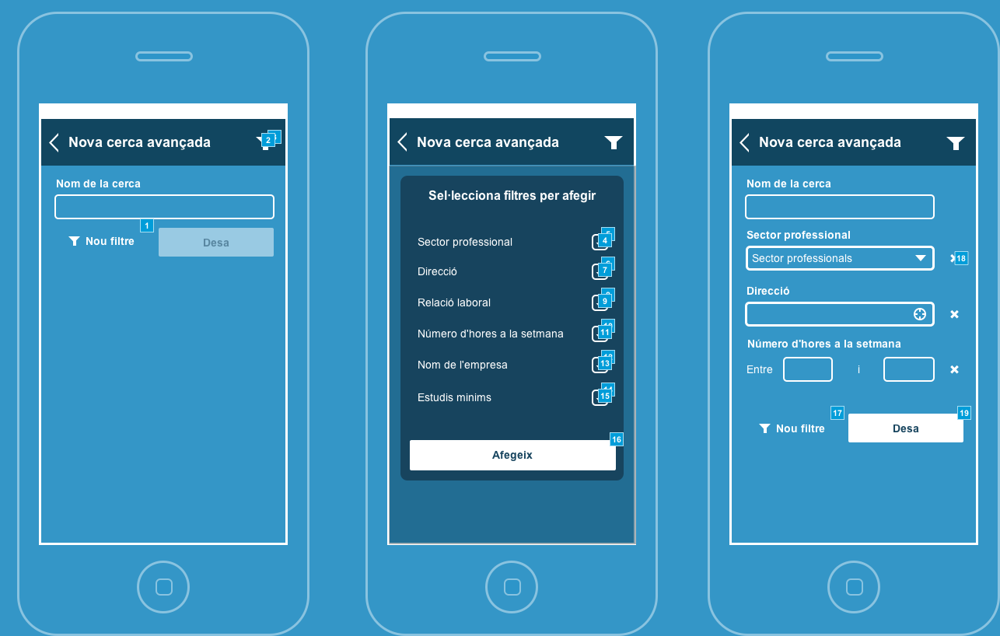 Nova cerca avançada
2
Nom de la cerca
1
Nou filtre
Desa
Nova cerca avançada
Sel·lecciona filtres per afegir
Sector professional
4
Direcció
7
Relació laboral
9
Número d'hores a la setmana
11
Nom de l'empresa
13
Estudis minims
15
16
Afegeix
Nova cerca avançada
Nom de la cerca
Sector professional
Sector professionals
18
Direcció
Número d'hores a la setmana
Entre
i
17
19
Nou filtre
Desa